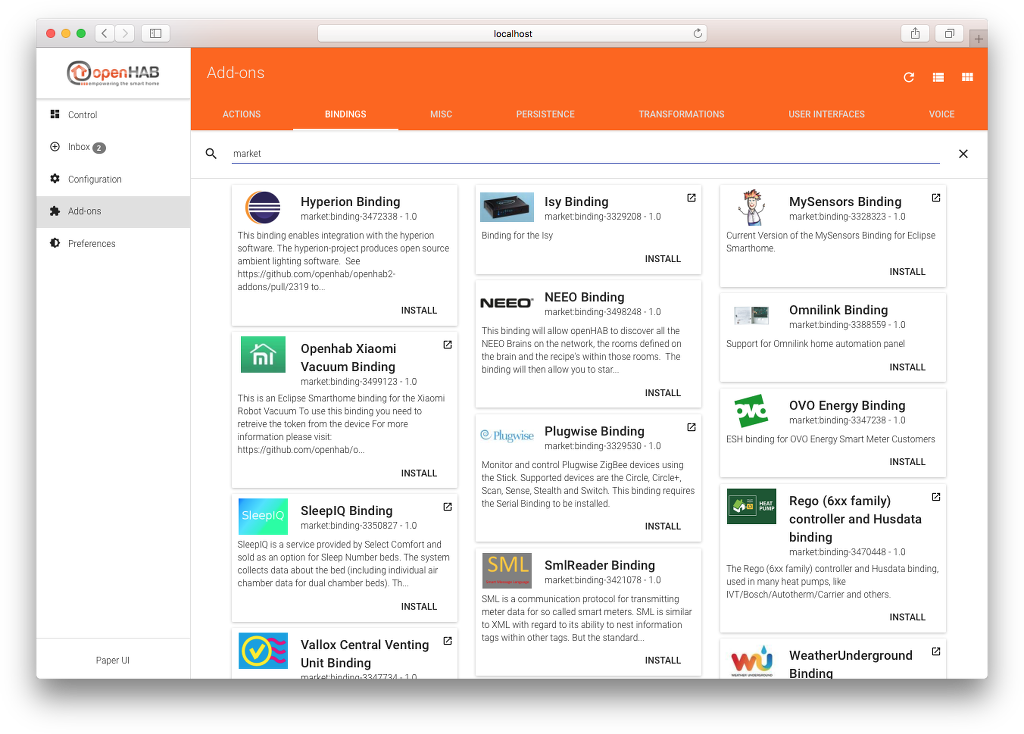 localhost
openHAB
empowering the smart home
Add-ons
ACTIONS BINDINGS MISC PERSISTENCE TRANSFORMATIONS USER INTERFACES VOICE
Control
Inbox 2
Configuration
Add-ons
Preferences
Paper UI
market
Hyperion Binding
market:binding-3472338 - 1.0
This binding enables integration with the hyperion
software. The hyperion-project produces open source
ambient lighting software. See
https://github.com/openhab/openhab2-
addons/pull/2319 to...
INSTALL
Openhab Xiaomi
Vacuum Binding
market:binding-3499123 - 1.0
This is an Eclipse Smarthome binding for the Xiaomi
Robot Vacuum To use this binding you need to
retreive the token from the device For more
information please visit:
https://github.com/openhab/o...
INSTALL
SleepIQ
SleepIQ Binding
market:binding-3350827 - 1.0
SleepIQ is a service provided by Select Comfort and
sold as an option for Sleep Number beds. The system
collects data about the bed (including individual air
chamber data for dual chamber beds). Th...
INSTALL
Vallox Central Venting
Unit Binding
market:binding-3347734 - 1.0
Isy Binding
market:binding-3329208 - 1.0
Binding for the Isy
INSTALL
NEEO
NEEO Binding
market:binding-3498248 - 1.0
This binding will allow openHAB to discover all the
NEEO Brains on the network, the rooms defined on
the brain and the recipe's within those rooms. The
binding will then allow you to star...
INSTALL
Plugwise
Plugwise Binding
market:binding-3329530 - 1.0
Monitor and control Plugwise ZigBee devices using
the Stick. Supported devices are the Circle, Circle+,
Scan, Sense, Stealth and Switch. This binding requires
the Serial Binding to be installed.
INSTALL
SML
SmlReader Binding
market:binding-3421078 - 1.0
SML is a communication protocol for transmitting
meter data for so called smart meters. SML is similar
to XML with regard to its ability to nest information
tags within other tags. But the standard...
INSTALL
MySensors Binding
market:binding-3328323 - 1.0
Current Version of the MySensors Binding for Eclipse
Smarthome.
INSTALL
Omnilink Binding
market:binding-3388559 - 1.0
Support for Omnilink home automation panel
INSTALL
ovo
OVO Energy Binding
market:binding-3347238 - 1.0
ESH binding for OVO Energy Smart Meter Customers
INSTALL
HEAT
PUMP
Rego (6xx family)
controller and Husdata
binding
market:binding-3470448 - 1.0
The Rego (6xx family) controller and Husdata binding,
used in many heat pumps, like
IVT/Bosch/Autotherm/Carrier and others.
INSTALL
wu
WEATHER UNDERGROUND
WeatherUnderground
Binding